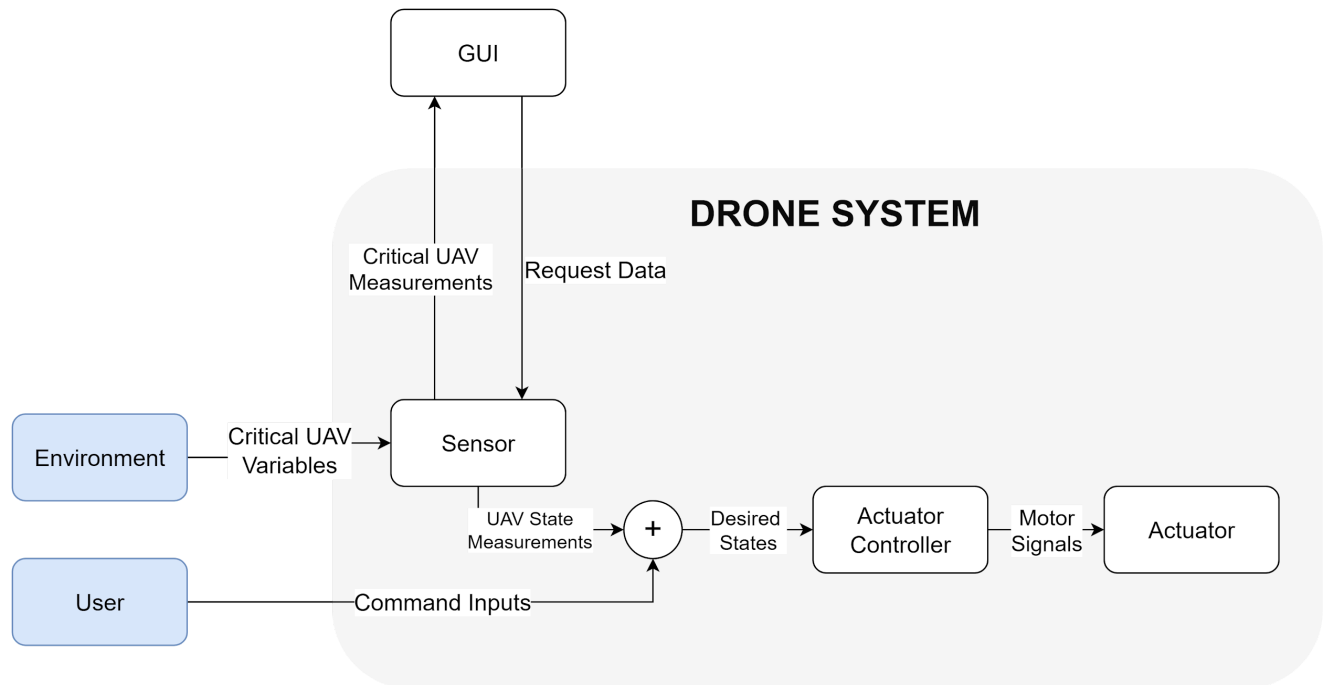 GUI
DRONE SYSTEM
Critical UAV
Measurements
Request Data
Environment
Critical UAV
Variables
Sensor
UAV State
Measurements
+
Desired
States
Actuator
Controller
Motor
Signals
Actuator
User
Command Inputs